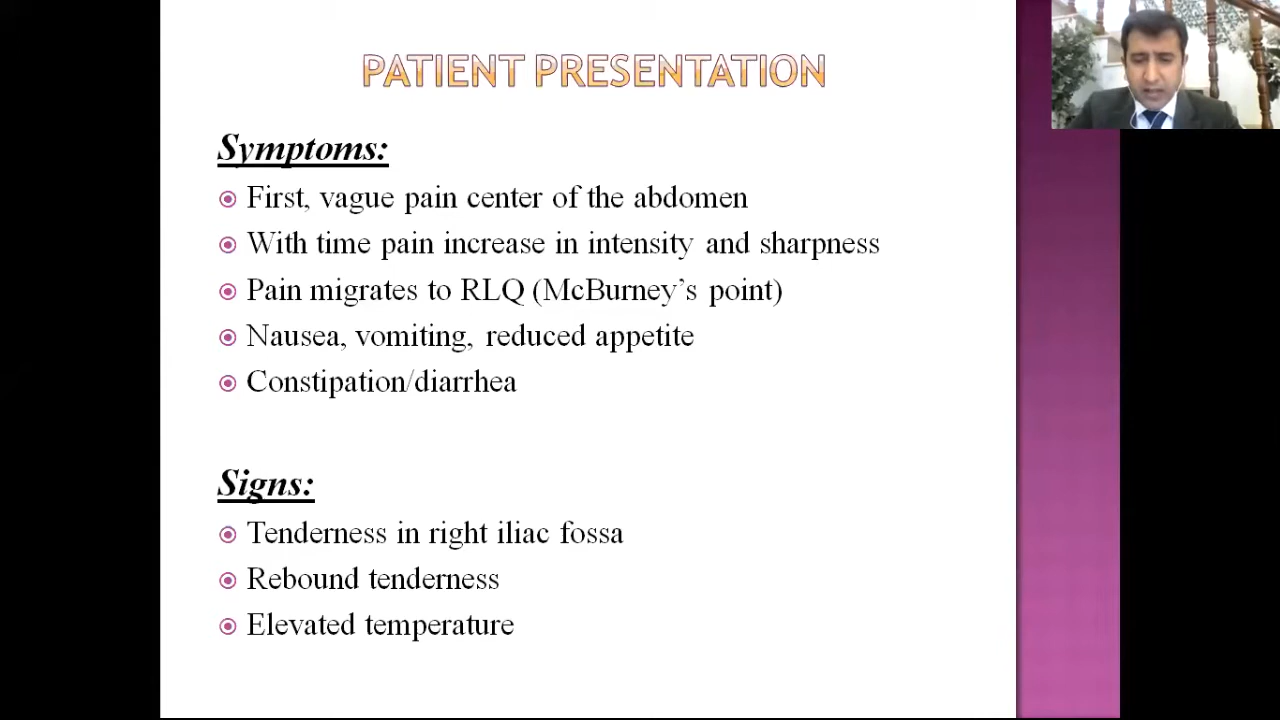 PATIENT PRESENTATION
Symptoms:
First, vague pain center of the abdomen
With time pain increase in intensity and sharpness
Pain migrates to RLQ (McBurney’s point)
Nausea, vomiting, reduced appetite
Constipation/diarrhea
Signs:
Tenderness in right iliac fossa
Rebound tenderness
Elevated temperature